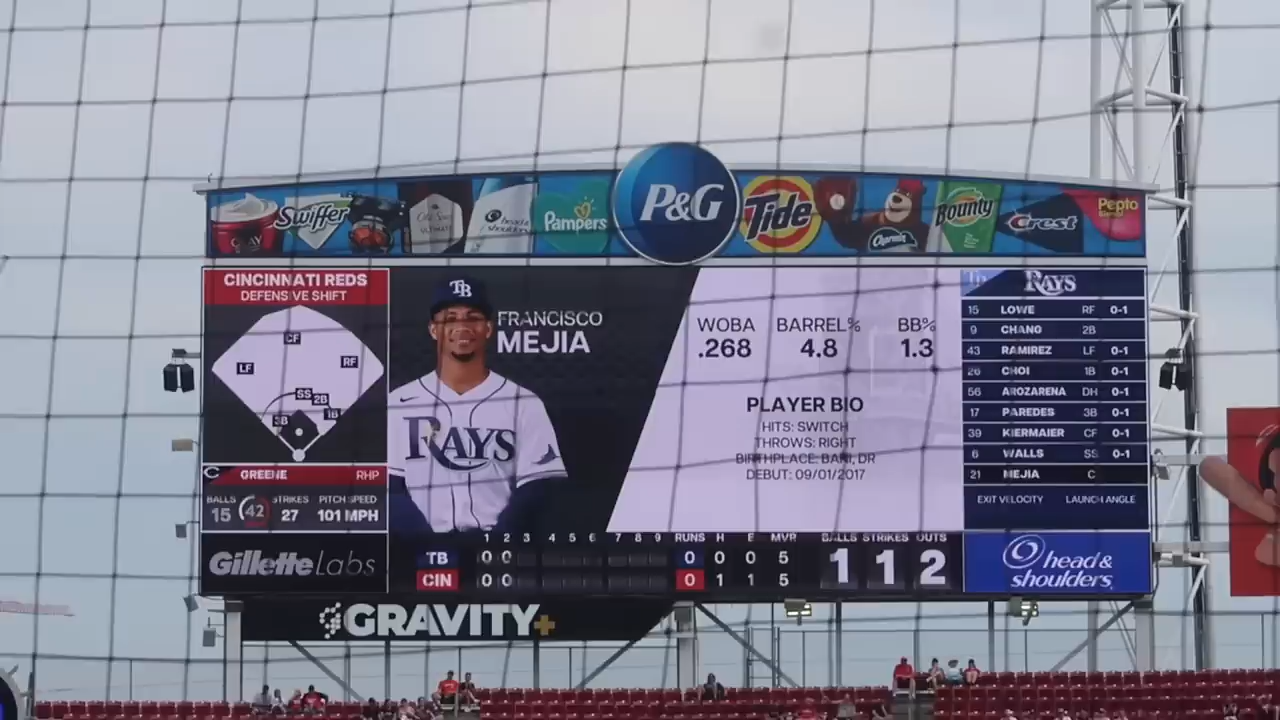 Swiffer
Old Spice
ULTIMATE
head &
shoulders
Pampers
P&G
Tide
Charmin
Bounty
Crest
Pepto
CINCINNATI REDS
DEFENSIVE SHIFT
CF
LF
RF
SS
2B
3B
1B
C GREENE RHP
BALLS STRIKES PITCH SPEED
15 42 27 101 MPH
GilletteLabs
TB
FRANCISCO
MEJIA
RAYS
WOBA BARREL% BB%
.268 4.8 1.3
PLAYER BIO
HITS: SWITCH
THROWS: RIGHT
BIRTHPLACE: BANI, DR
DEBUT: 09/01/2017
TB RAYS
15 LOWE RF 0-1
9 CHANG 2B
43 RAMIREZ LF 0-1
26 CHOI 1B 0-1
56 AROZARENA DH 0-1
17 PAREDES 3B 0-1
39 KIERMAIER CF 0-1
6 WALLS SS 0-1
21 MEJIA C
EXIT VELOCITY LAUNCH ANGLE
head &
shoulders
1 2 3 4 5 6 7 8 9 RUNS H E MVR BALLS STRIKES OUTS
TB 0 0 0 0 0 5 1 1 2
CIN 0 0 0 1 1 5
GRAVITY+